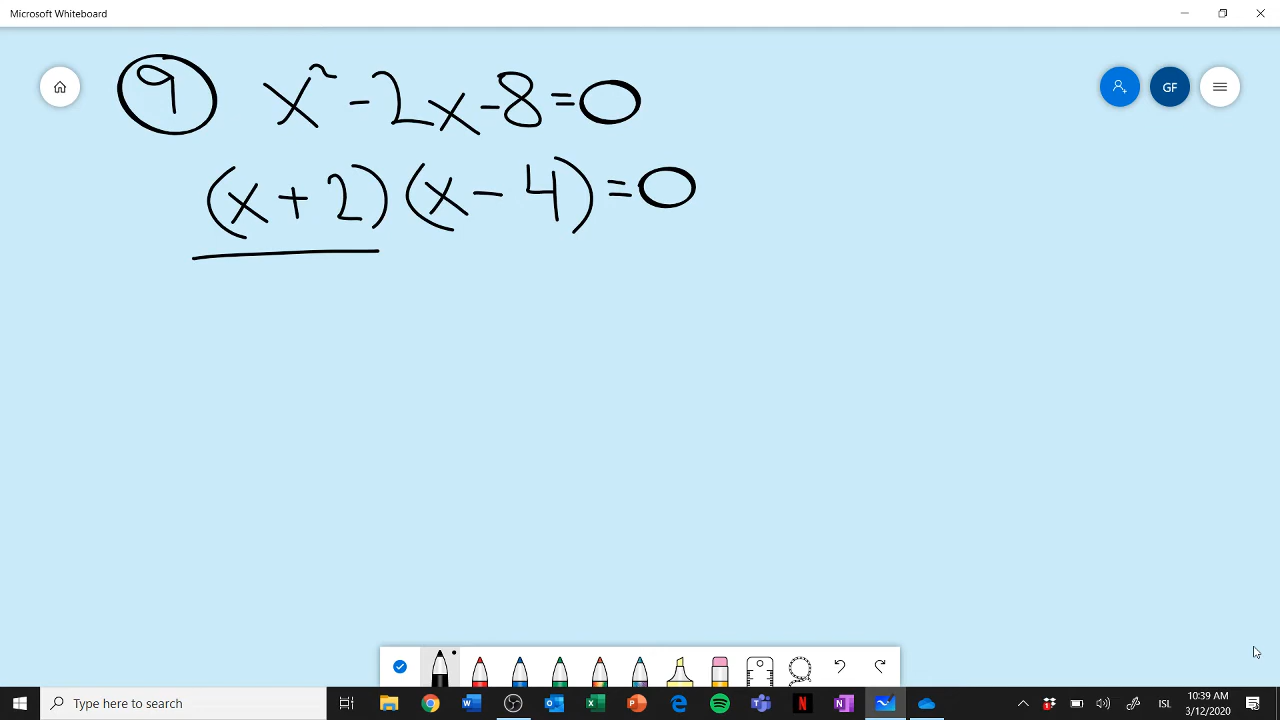 Microsoft Whiteboard
9 x² - 2x - 8 = 0
GF
(x + 2) (x - 4) = 0
Type here to search
ISL
10:39 AM
3/12/2020